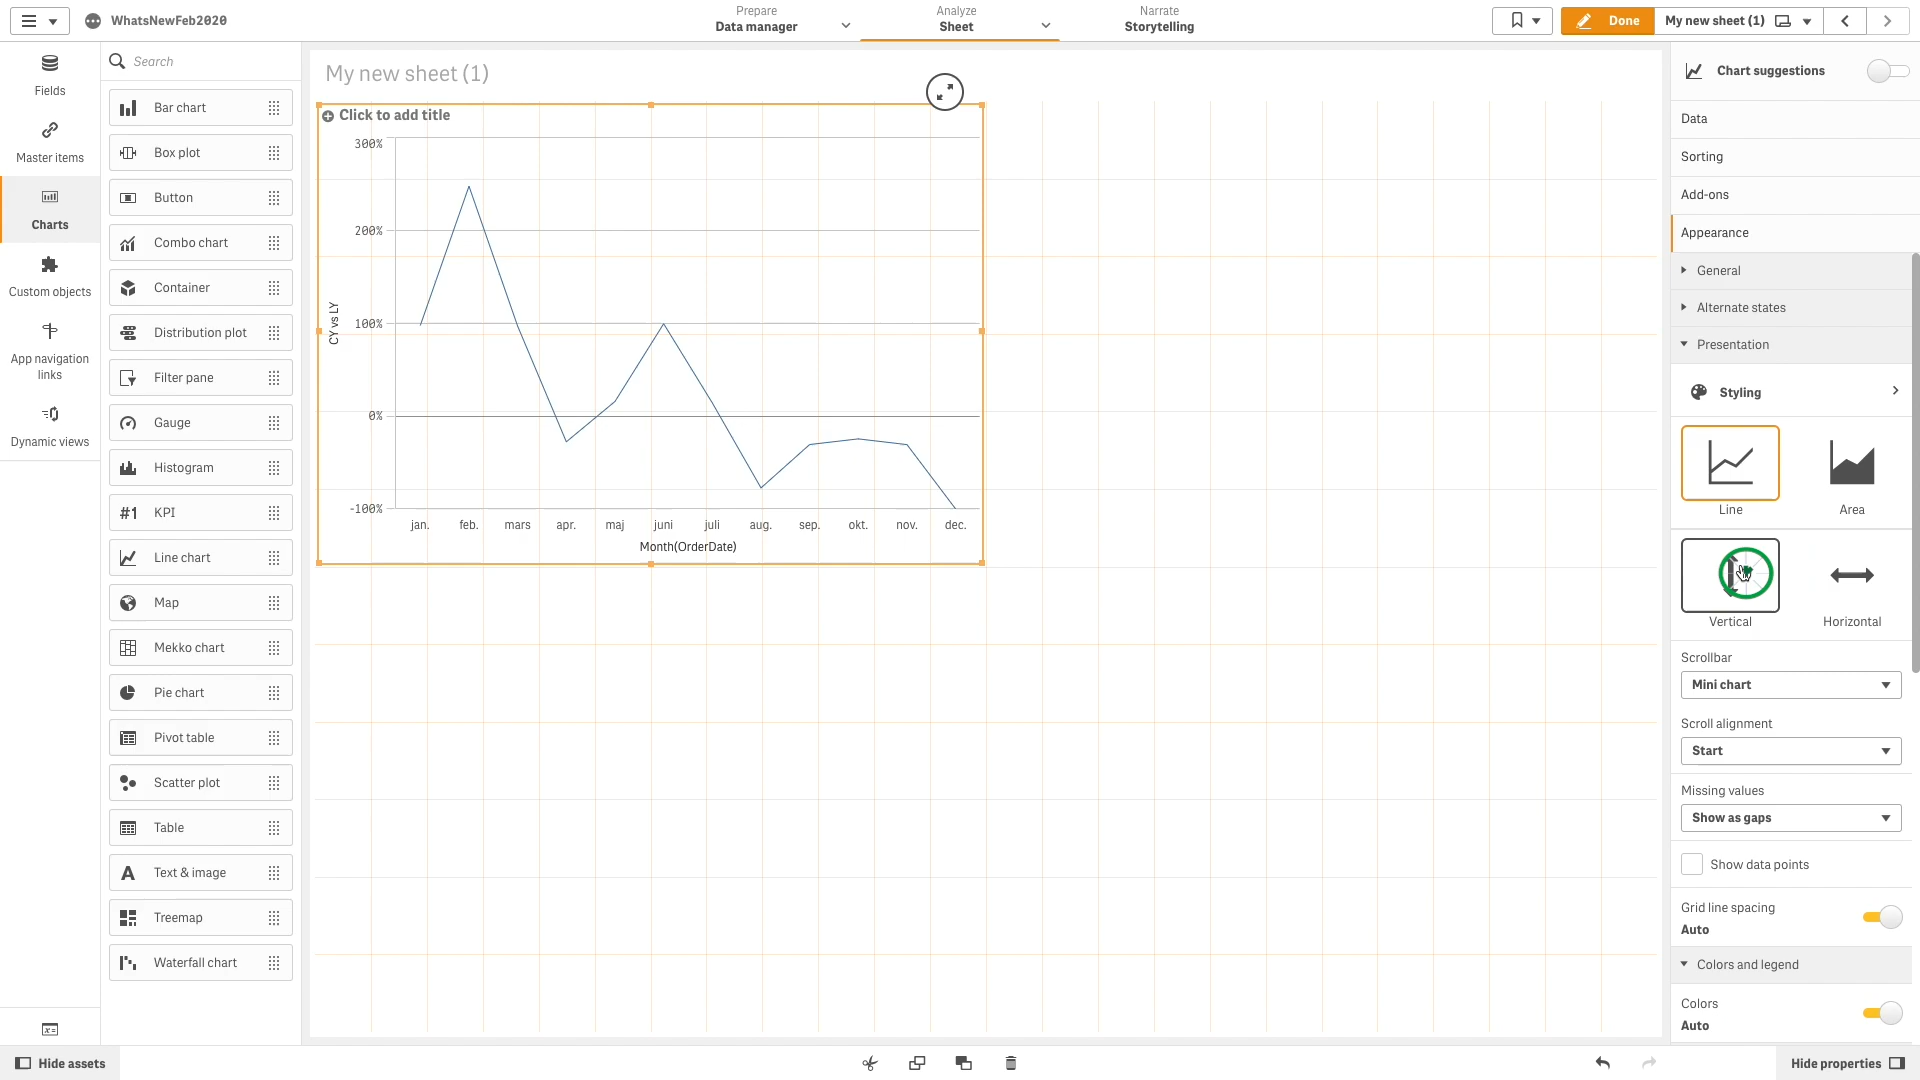 WhatsNewFeb2020
Prepare
Data manager
Analyze
Sheet
Narrate
Storytelling
Done
My new sheet (1)
Fields
Master items
Charts
Custom objects
App navigation
links
Dynamic views
Search
Bar chart
Box plot
Button
Combo chart
Container
Distribution plot
Filter pane
Gauge
Histogram
#1 KPI
Line chart
Map
Mekko chart
Pie chart
Pivot table
Scatter plot
Table
A Text & image
Treemap
Waterfall chart
My new sheet (1)
Click to add title
300%
200%
100%
0%
-100%
CY vs LY
jan. feb. mars apr. maj juni juli aug. sep. okt. nov. dec.
Month(OrderDate)
Chart suggestions
Data
Sorting
Add-ons
Appearance
General
Alternate states
Presentation
Styling
Line Area
Vertical Horizontal
Scrollbar
Mini chart
Scroll alignment
Start
Missing values
Show as gaps
Show data points
Grid line spacing
Auto
Colors and legend
Colors
Auto
Hide assets
Hide properties